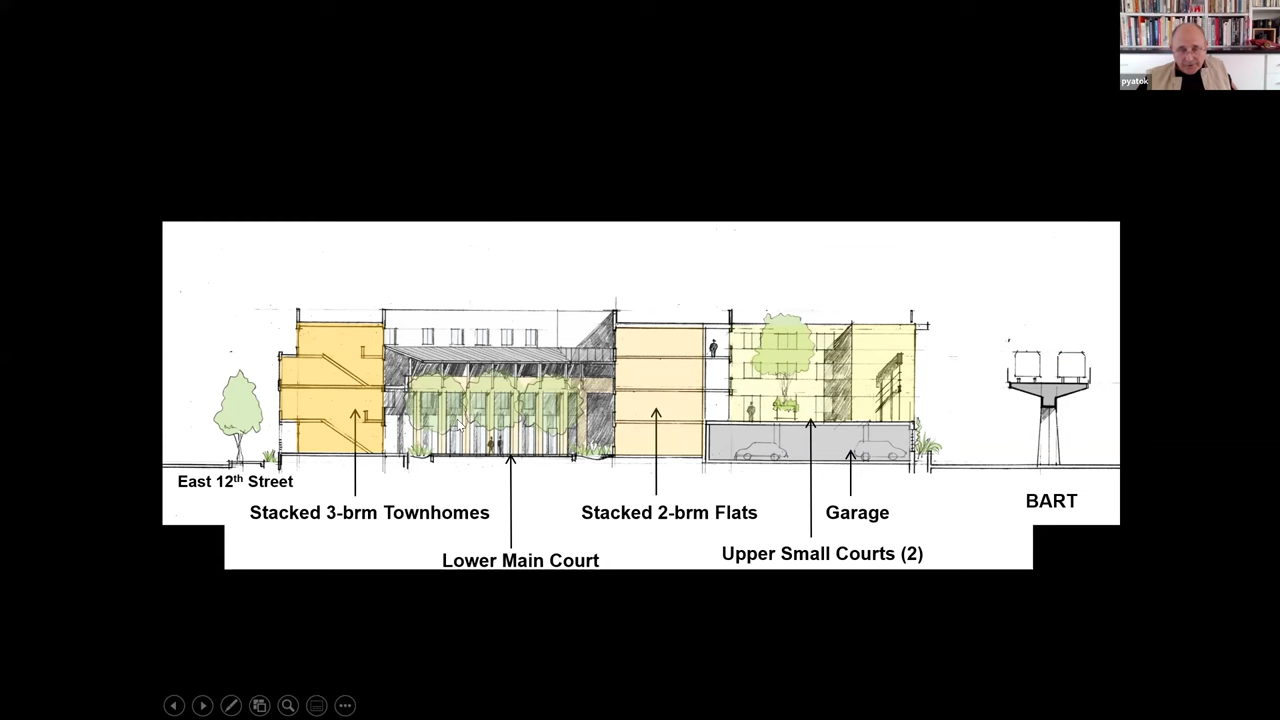 pyatok
East 12th Street
BART
Stacked 3-brm Townhomes
Stacked 2-brm Flats
Garage
Lower Main Court
Upper Small Courts (2)